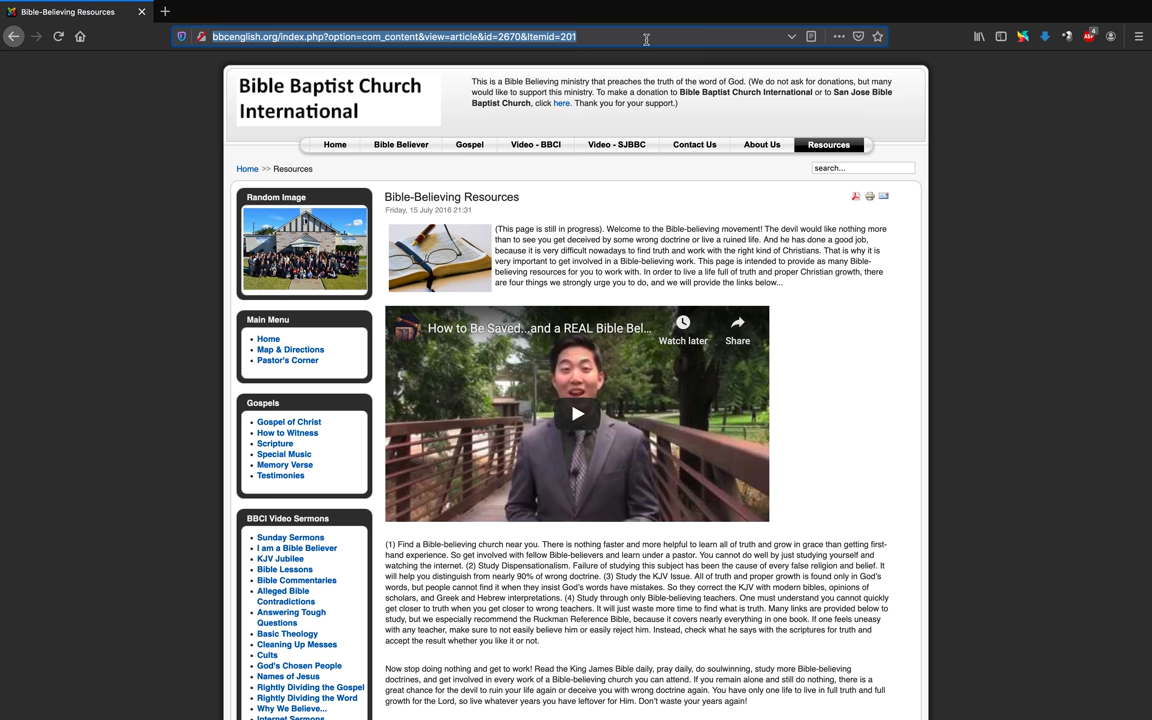 Bible-Believing Resources
bbcenglish.org/index.php?option=com_content&view=article&id=2670&Itemid=201
4
Bible Baptist Church
International
This is a Bible Believing ministry that preaches the truth of the word of God. (We do not ask for donations, but many
would like to support this ministry. To make a donation to Bible Baptist Church International or to San Jose Bible
Baptist Church, click here. Thank you for your support.)
Home Bible Believer Gospel Video - BBCI Video - SJBBC Contact Us About Us Resources
Home >> Resources
search...
Random Image
Main Menu
Home
Map & Directions
Pastor's Corner
Gospels
Gospel of Christ
How to Witness
Scripture
Special Music
Memory Verse
Testimonies
BBCI Video Sermons
Sunday Sermons
I am a Bible Believer
KJV Jubilee
Bible Lessons
Bible Commentaries
Alleged Bible
Contradictions
Answering Tough
Questions
Basic Theology
Cleaning Up Messes
Cults
God's Chosen People
Names of Jesus
Rightly Dividing the Gospel
Rightly Dividing the Word
Why We Believe...
Internet Sermons
Bible-Believing Resources
Friday, 15 July 2016 21:31
(This page is still in progress). Welcome to the Bible-believing movement! The devil would like nothing more
than to see you get deceived by some wrong doctrine or live a ruined life. And he has done a good job,
because it is very difficult nowadays to find truth and work with the right kind of Christians. That is why it is
very important to get involved in a Bible-believing work. This page is intended to provide as many Bible-
believing resources for you to work with. In order to live a life full of truth and proper Christian growth, there
are four things we strongly urge you to do, and we will provide the links below...
How to Be Saved...and a REAL Bible Bel...
Watch later
Share
(1) Find a Bible-believing church near you. There is nothing faster and more helpful to learn all of truth and grow in grace than getting first-
hand experience. So get involved with fellow Bible-believers and learn under a pastor. You cannot do well by just studying yourself and
watching the internet. (2) Study Dispensationalism. Failure of studying this subject has been the cause of every false religion and belief. It
will help you distinguish from nearly 90% of wrong doctrine. (3) Study the KJV Issue. All of truth and proper growth is found only in God's
words, but people cannot find it when they insist God's words have mistakes. So they correct the KJV with modern bibles, opinions of
scholars, and Greek and Hebrew interpretations. (4) Study through only Bible-believing teachers. One must understand you cannot quickly
get closer to truth when you get closer to wrong teachers. It will just waste more time to find what is truth. Many links are provided below to
study, but we especially recommend the Ruckman Reference Bible, because it covers nearly everything in one book. If one feels uneasy
with any teacher, make sure to not easily believe him or easily reject him. Instead, check what he says with the scriptures for truth and
accept the result whether you like it or not.
Now stop doing nothing and get to work! Read the King James Bible daily, pray daily, do soulwinning, study more Bible-believing
doctrines, and get involved in every work of a Bible-believing church you can attend. If you remain alone and still do nothing, there is a
great chance for the devil to ruin your life again or deceive you with wrong doctrine again. You have only one life to live in full truth and full
growth for the Lord, so live whatever years you have leftover for Him. Don't waste your years again!